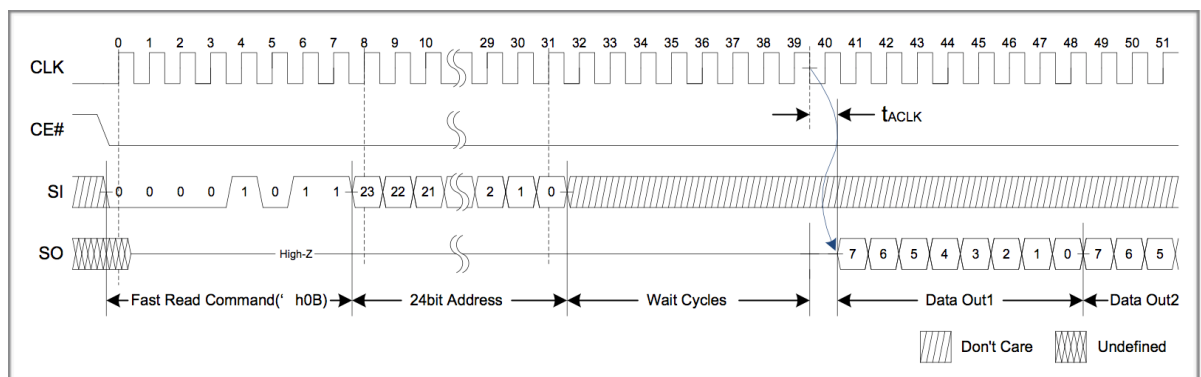 0 1 2 3 4 5 6 7 8 9 10 29 30 31 32 33 34 35 36 37 38 39 40 41 42 43 44 45 46 47 48 49 50 51
CLK
tACLK
CE#
SI 0 0 0 0 1 0 1 1 23 22 21 2 1 0
SO High-Z 7 6 5 4 3 2 1 0 7 6 5
Fast Read Command(‘ h0B) 24bit Address Wait Cycles Data Out1 Data Out2
Don't Care Undefined